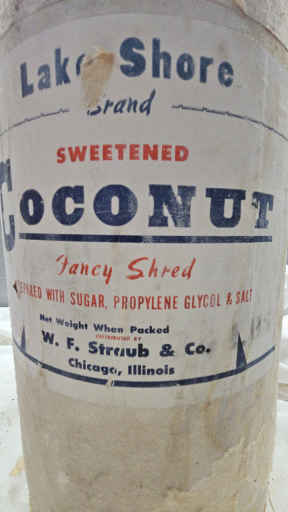 Lake Shore
Brand
SWEETENED
COCONUT
Fancy Shred
PREPARED WITH SUGAR, PROPYLENE GLYCOL & SALT
Net Weight When Packed
DISTRIBUTED BY
W. F. Straub & Co.
Chicago, Illinois